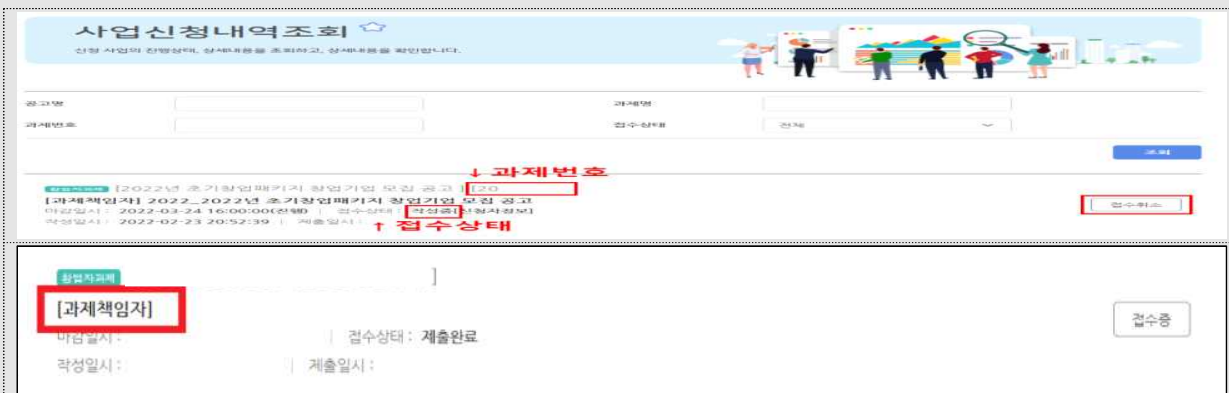 사업신청내역조회
신청 사업의 진행상태, 상세내용을 조회하고, 상세내용을 확인합니다.
공고명 과제명
과제번호 접수상태 전체
조회
↓ 과제번호
창업자과제 [2022년 초기창업패키지 창업기업 모집 공고 ] [20
[과제책임자] 2022_2022년 초기창업패키지 창업기업 모집 공고
마감일시 : 2022-03-24 16:00:00(진행) | 접수상태 : 작성중[신청자정보]
접수취소
작성일시 : 2022-02-23 20:52:39 | 제출일시 :
↑ 접수상태
창업자과제 ]
[과제책임자]
접수증
마감일시 : | 접수상태 : 제출완료
작성일시 : | 제출일시 :